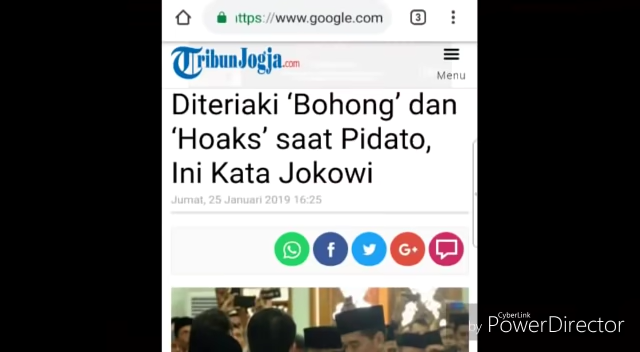 https://www.google.com
3
TribunJogja.com
Menu
Diteriaki ‘Bohong’ dan
‘Hoaks’ saat Pidato,
Ini Kata Jokowi
Jumat, 25 Januari 2019 16:25
f
G+
CyberLink
by PowerDirector